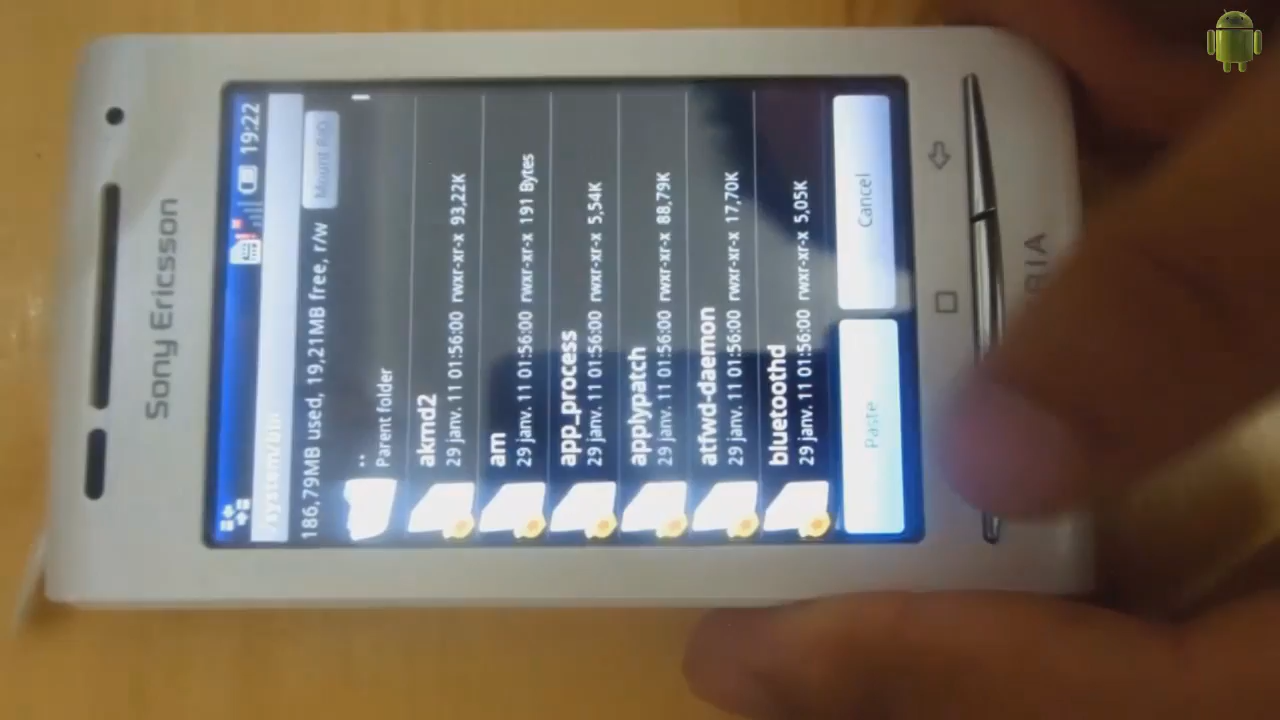 Sony Ericsson
19:22
/system/bin
186,79MB used, 19,21MB free, r/w
Mount R/O
..
Parent folder
akmd2
29 janv. 11 01:56:00 rwxr-xr-x 93,22K
am
29 janv. 11 01:56:00 rwxr-xr-x 191 Bytes
app_process
29 janv. 11 01:56:00 rwxr-xr-x 5,54K
applypatch
29 janv. 11 01:56:00 rwxr-xr-x 88,79K
atfwd-daemon
29 janv. 11 01:56:00 rwxr-xr-x 17,70K
bluetoothd
29 janv. 11 01:56:00 rwxr-xr-x 5,05K
Paste
Cancel
RIA